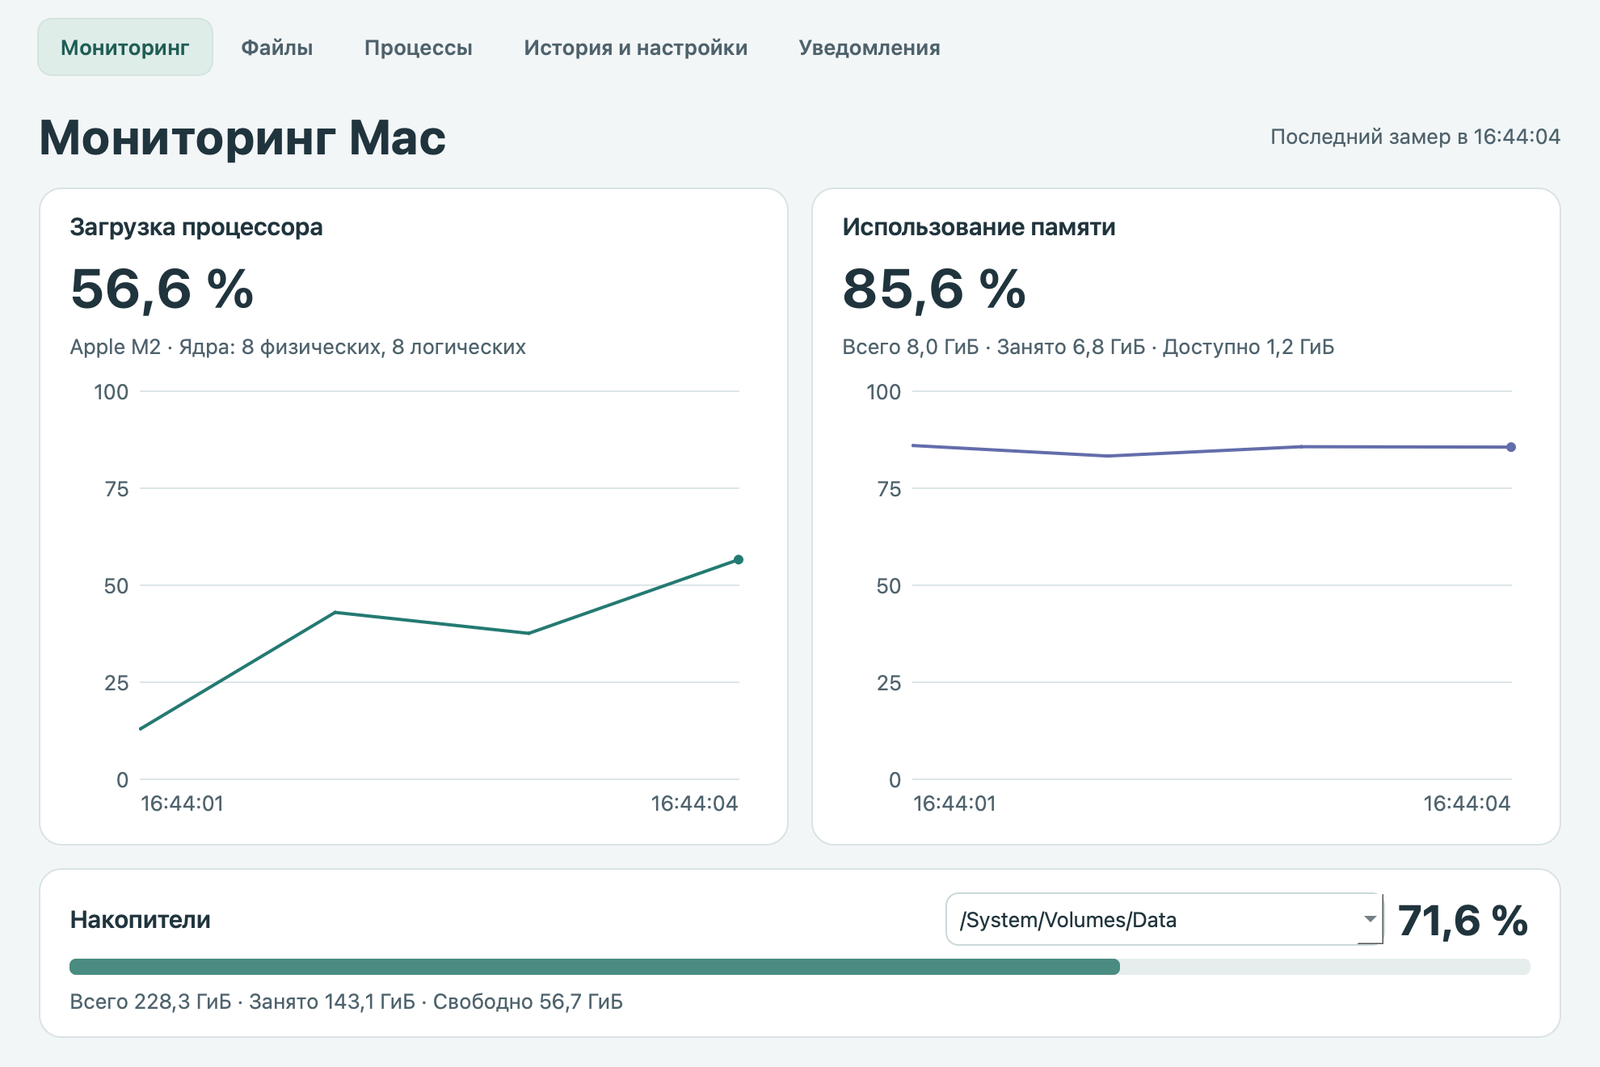 Мониторинг Файлы Процессы История и настройки Уведомления
Мониторинг Mac
Последний замер в 16:44:04
Загрузка процессора
56,6 %
Apple M2 · Ядра: 8 физических, 8 логических
100
75
50
25
0
16:44:01 16:44:04
Использование памяти
85,6 %
Всего 8,0 ГиБ · Занято 6,8 ГиБ · Доступно 1,2 ГиБ
100
75
50
25
0
16:44:01 16:44:04
Накопители
/System/Volumes/Data
71,6 %
Всего 228,3 ГиБ · Занято 143,1 ГиБ · Свободно 56,7 ГиБ